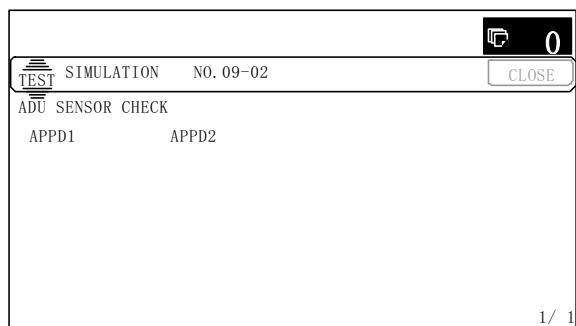 0
TEST SIMULATION NO. 09-02 CLOSE
ADU SENSOR CHECK
APPD1 APPD2
1/ 1